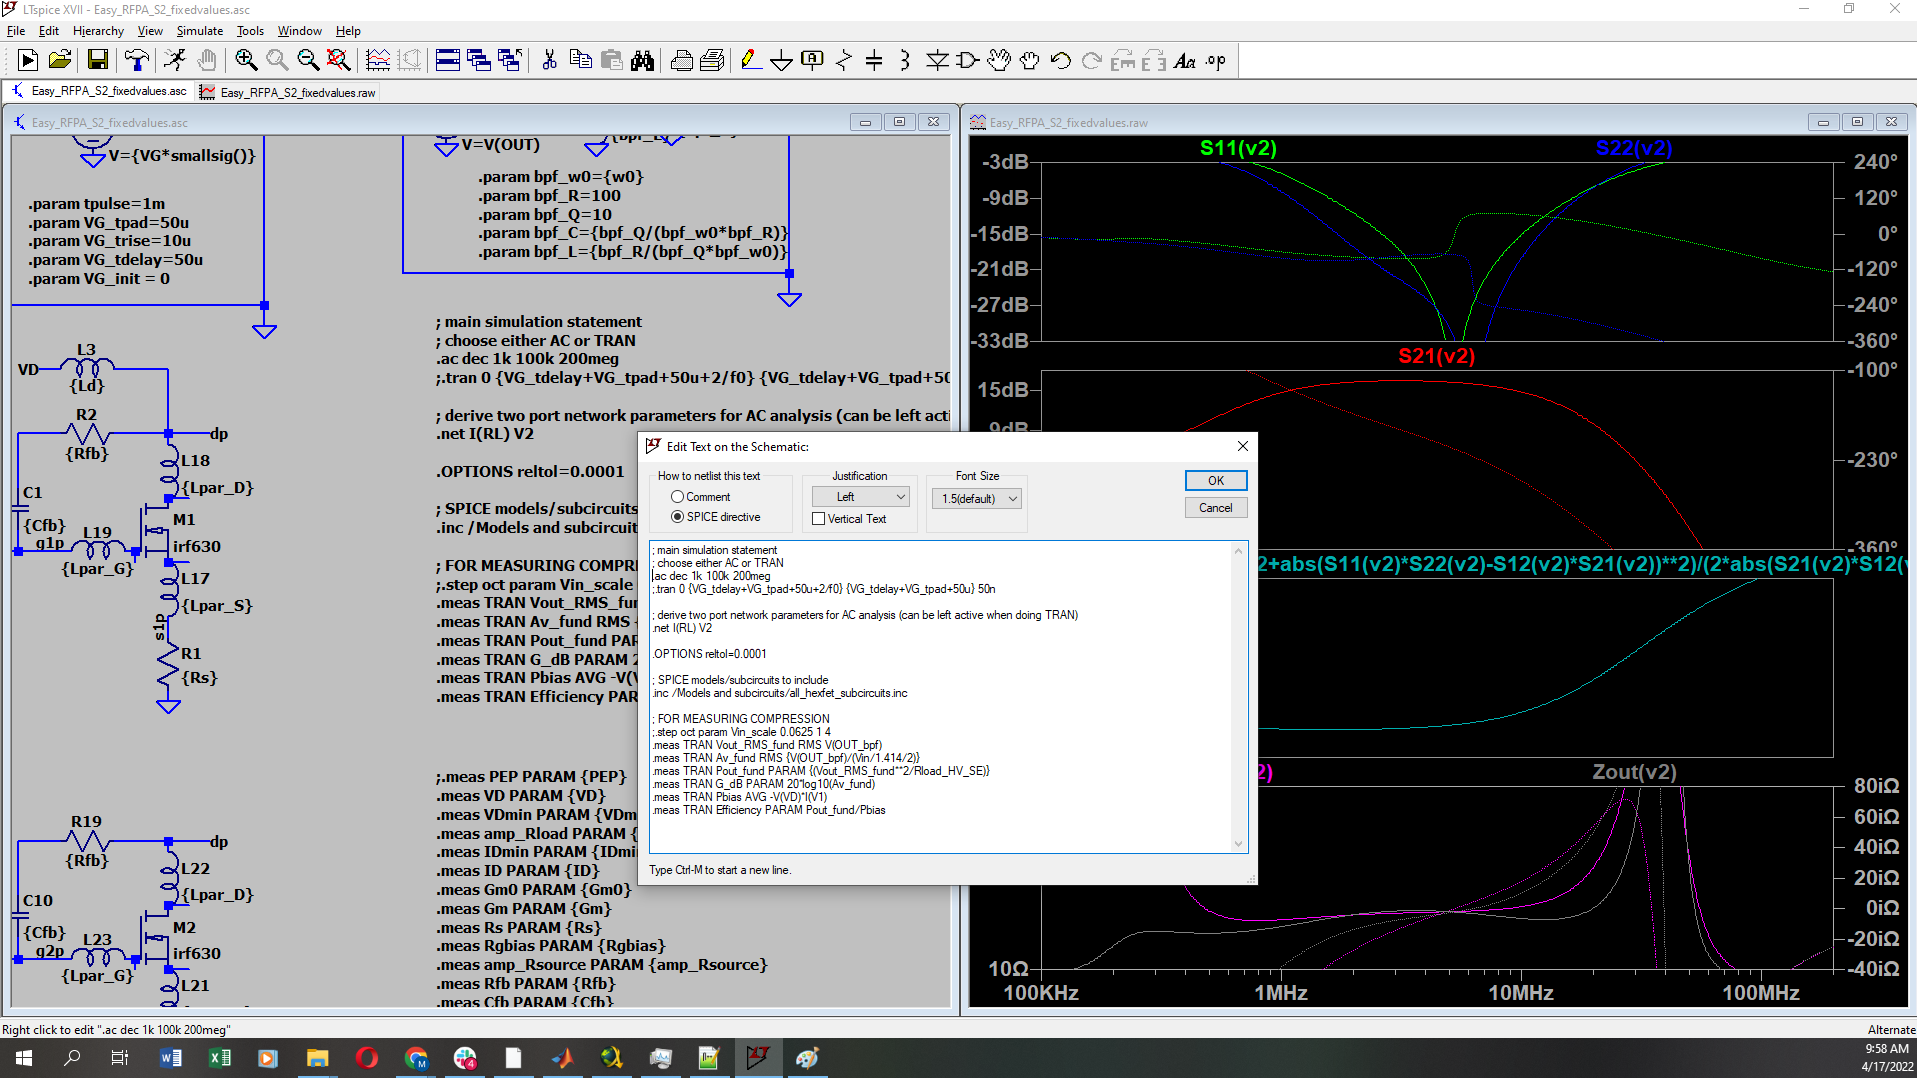 LTspice XVII - Easy_RFPA_S2_fixedvalues.asc
File Edit Hierarchy View Simulate Tools Window Help
Easy_RFPA_S2_fixedvalues.asc Easy_RFPA_S2_fixedvalues.raw
Easy_RFPA_S2_fixedvalues.asc
V={VG*smallsig()}
.param tpulse=1m
.param VG_tpad=50u
.param VG_trise=10u
.param VG_tdelay=50u
.param VG_init = 0
V=V(OUT)
.param bpf_w0={w0}
.param bpf_R=100
.param bpf_Q=10
.param bpf_C={bpf_Q/(bpf_w0*bpf_R)}
.param bpf_L={bpf_R/(bpf_Q*bpf_w0)}
; main simulation statement
; choose either AC or TRAN
.ac dec 1k 100k 200meg
;.tran 0 {VG_tdelay+VG_tpad+50u+2/f0} {VG_tdelay+VG_tpad+50
; derive two port network parameters for AC analysis (can be left acti
.net I(RL) V2
.OPTIONS reltol=0.0001
; SPICE Models/subcircuits
.inc /Models and subcircuit
; FOR MEASURING COMPRE
;.step oct param Vin_scale
.meas TRAN Vout_RMS_fur
.meas TRAN Av_fund RMS {
.meas TRAN Pout_fund PAR
.meas TRAN G_dB PARAM 2
.meas TRAN Pbias AVG -V(V
.meas TRAN Efficiency PAR
;.meas PEP PARAM {PEP}
.meas VD PARAM {VD}
.meas VDmin PARAM {VDm
.meas amp_Rload PARAM {
.meas IDmin PARAM {IDmi
.meas ID PARAM {ID}
.meas Gm0 PARAM {Gm0}
.meas Gm PARAM {Gm}
.meas Rs PARAM {Rs}
.meas Rgbias PARAM {Rgbias}
.meas amp_Rsource PARAM {amp_Rsource}
.meas Rfb PARAM {Rfb}
.meas Cfb PARAM {Cfb}
L3
VD
{Ld}
R2
dp
{Rfb}
L18
{Lpar_D}
C1
{Cfb}
M1
irf630
g1p
L19
{Lpar_G}
L17
{Lpar_S}
s1p
R1
{Rs}
R19
dp
{Rfb}
L22
{Lpar_D}
C10
{Cfb}
M2
irf630
g2p
L23
{Lpar_G}
L21
Edit Text on the Schematic:
How to netlist this text
Comment
SPICE directive
Justification
Left
Vertical Text
Font Size
1.5(default)
OK
Cancel
; main simulation statement
; choose either AC or TRAN
.ac dec 1k 100k 200meg
;.tran 0 {VG_tdelay+VG_tpad+50u+2/f0} {VG_tdelay+VG_tpad+50u} 50n
; derive two port network parameters for AC analysis (can be left active when doing TRAN)
.net I(RL) V2
.OPTIONS reltol=0.0001
; SPICE models/subcircuits to include
.inc /Models and subcircuits/all_hexfet_subcircuits.inc
; FOR MEASURING COMPRESSION
;.step oct param Vin_scale 0.0625 1 4
.meas TRAN Vout_RMS_fund RMS V(OUT_bpf)
.meas TRAN Av_fund RMS {V(OUT_bpf)/(Vin/1.414/2)}
.meas TRAN Pout_fund PARAM {(Vout_RMS_fund**2/Rload_HV_SE)}
.meas TRAN G_dB PARAM 20*log10(Av_fund)
.meas TRAN Pbias AVG -V(VD)*I(V1)
.meas TRAN Efficiency PARAM Pout_fund/Pbias
Type Ctrl-M to start a new line.
Easy_RFPA_S2_fixedvalues.raw
S11(v2) S22(v2)
-3dB 240°
-9dB 120°
-15dB 0°
-21dB -120°
-27dB -240°
-33dB -360°
S21(v2)
15dB -100°
9dB
-230°
-360°
2+abs(S11(v2)*S22(v2)-S12(v2)*S21(v2))**2)/(2*abs(S21(v2)*S12(v
2) Zout(v2)
80iΩ
60iΩ
40iΩ
20iΩ
0iΩ
-20iΩ
10Ω -40iΩ
100KHz 1MHz 10MHz 100MHz
Right click to edit ".ac dec 1k 100k 200meg"
Alternate
9:58 AM
4/17/2022